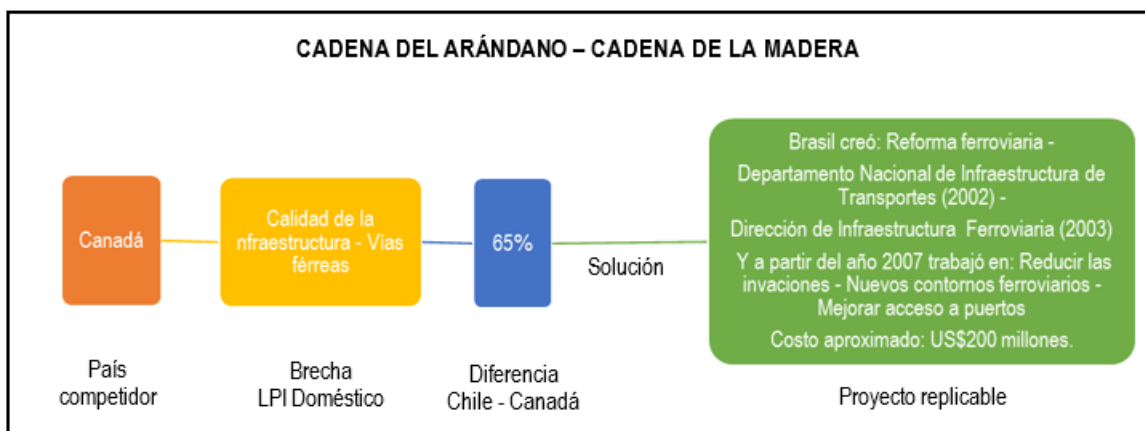 CADENA DEL ARÁNDANO – CADENA DE LA MADERA
Canadá
Calidad de la
nfraestructura - Vías
férreas
65%
Solución
Brasil creó: Reforma ferroviaria -
Departamento Nacional de Infraestructura de
Transportes (2002) -
Dirección de Infraestructura Ferroviaria (2003)
Y a partir del año 2007 trabajó en: Reducir las
invaciones - Nuevos contornos ferroviarios -
Mejorar acceso a puertos
Costo aproximado: US$200 millones.
País
competidor
Brecha
LPI Doméstico
Diferencia
Chile - Canadá
Proyecto replicable